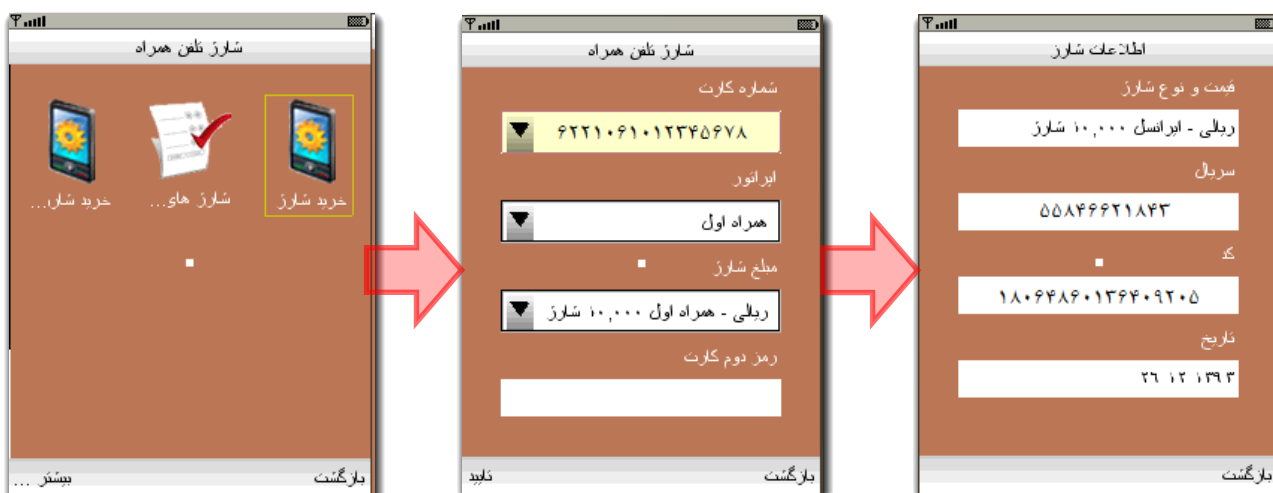 شارژ تلفن همراه
خرید شارژ شارژ های... خرید شار...
بازگشت بیشتر ...
شارژ تلفن همراه
شماره کارت
۶۲۲۱۰۶۱۰۱۲۳۴۵۶۷۸
اپراتور
همراه اول
مبلغ شارژ
ریالی - همراه اول ۱۰,۰۰۰ شارژ
رمز دوم کارت
بازگشت تایید
اطلاعات شارژ
قیمت و نوع شارژ
ریالی - ایرانسل ۱۰,۰۰۰ شارژ
سریال
۵۵۸۴۶۶۲۱۸۴۳
کد
۱۸۰۶۴۸۶۰۱۳۶۴۰۹۲۰۵
تاریخ
۱۳۹۳ ۱۲ ۲۶
بازگشت